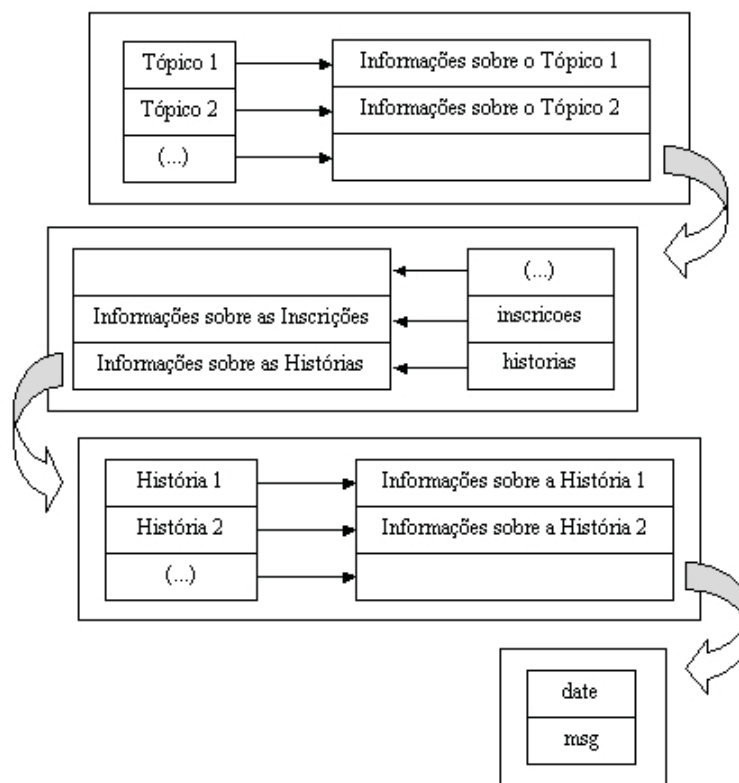 Tópico 1
Informações sobre o Tópico 1
Tópico 2
Informações sobre o Tópico 2
(...)
(...)
Informações sobre as Inscrições
inscricoes
Informações sobre as Histórias
historias
História 1
Informações sobre a História 1
História 2
Informações sobre a História 2
(...)
date
msg